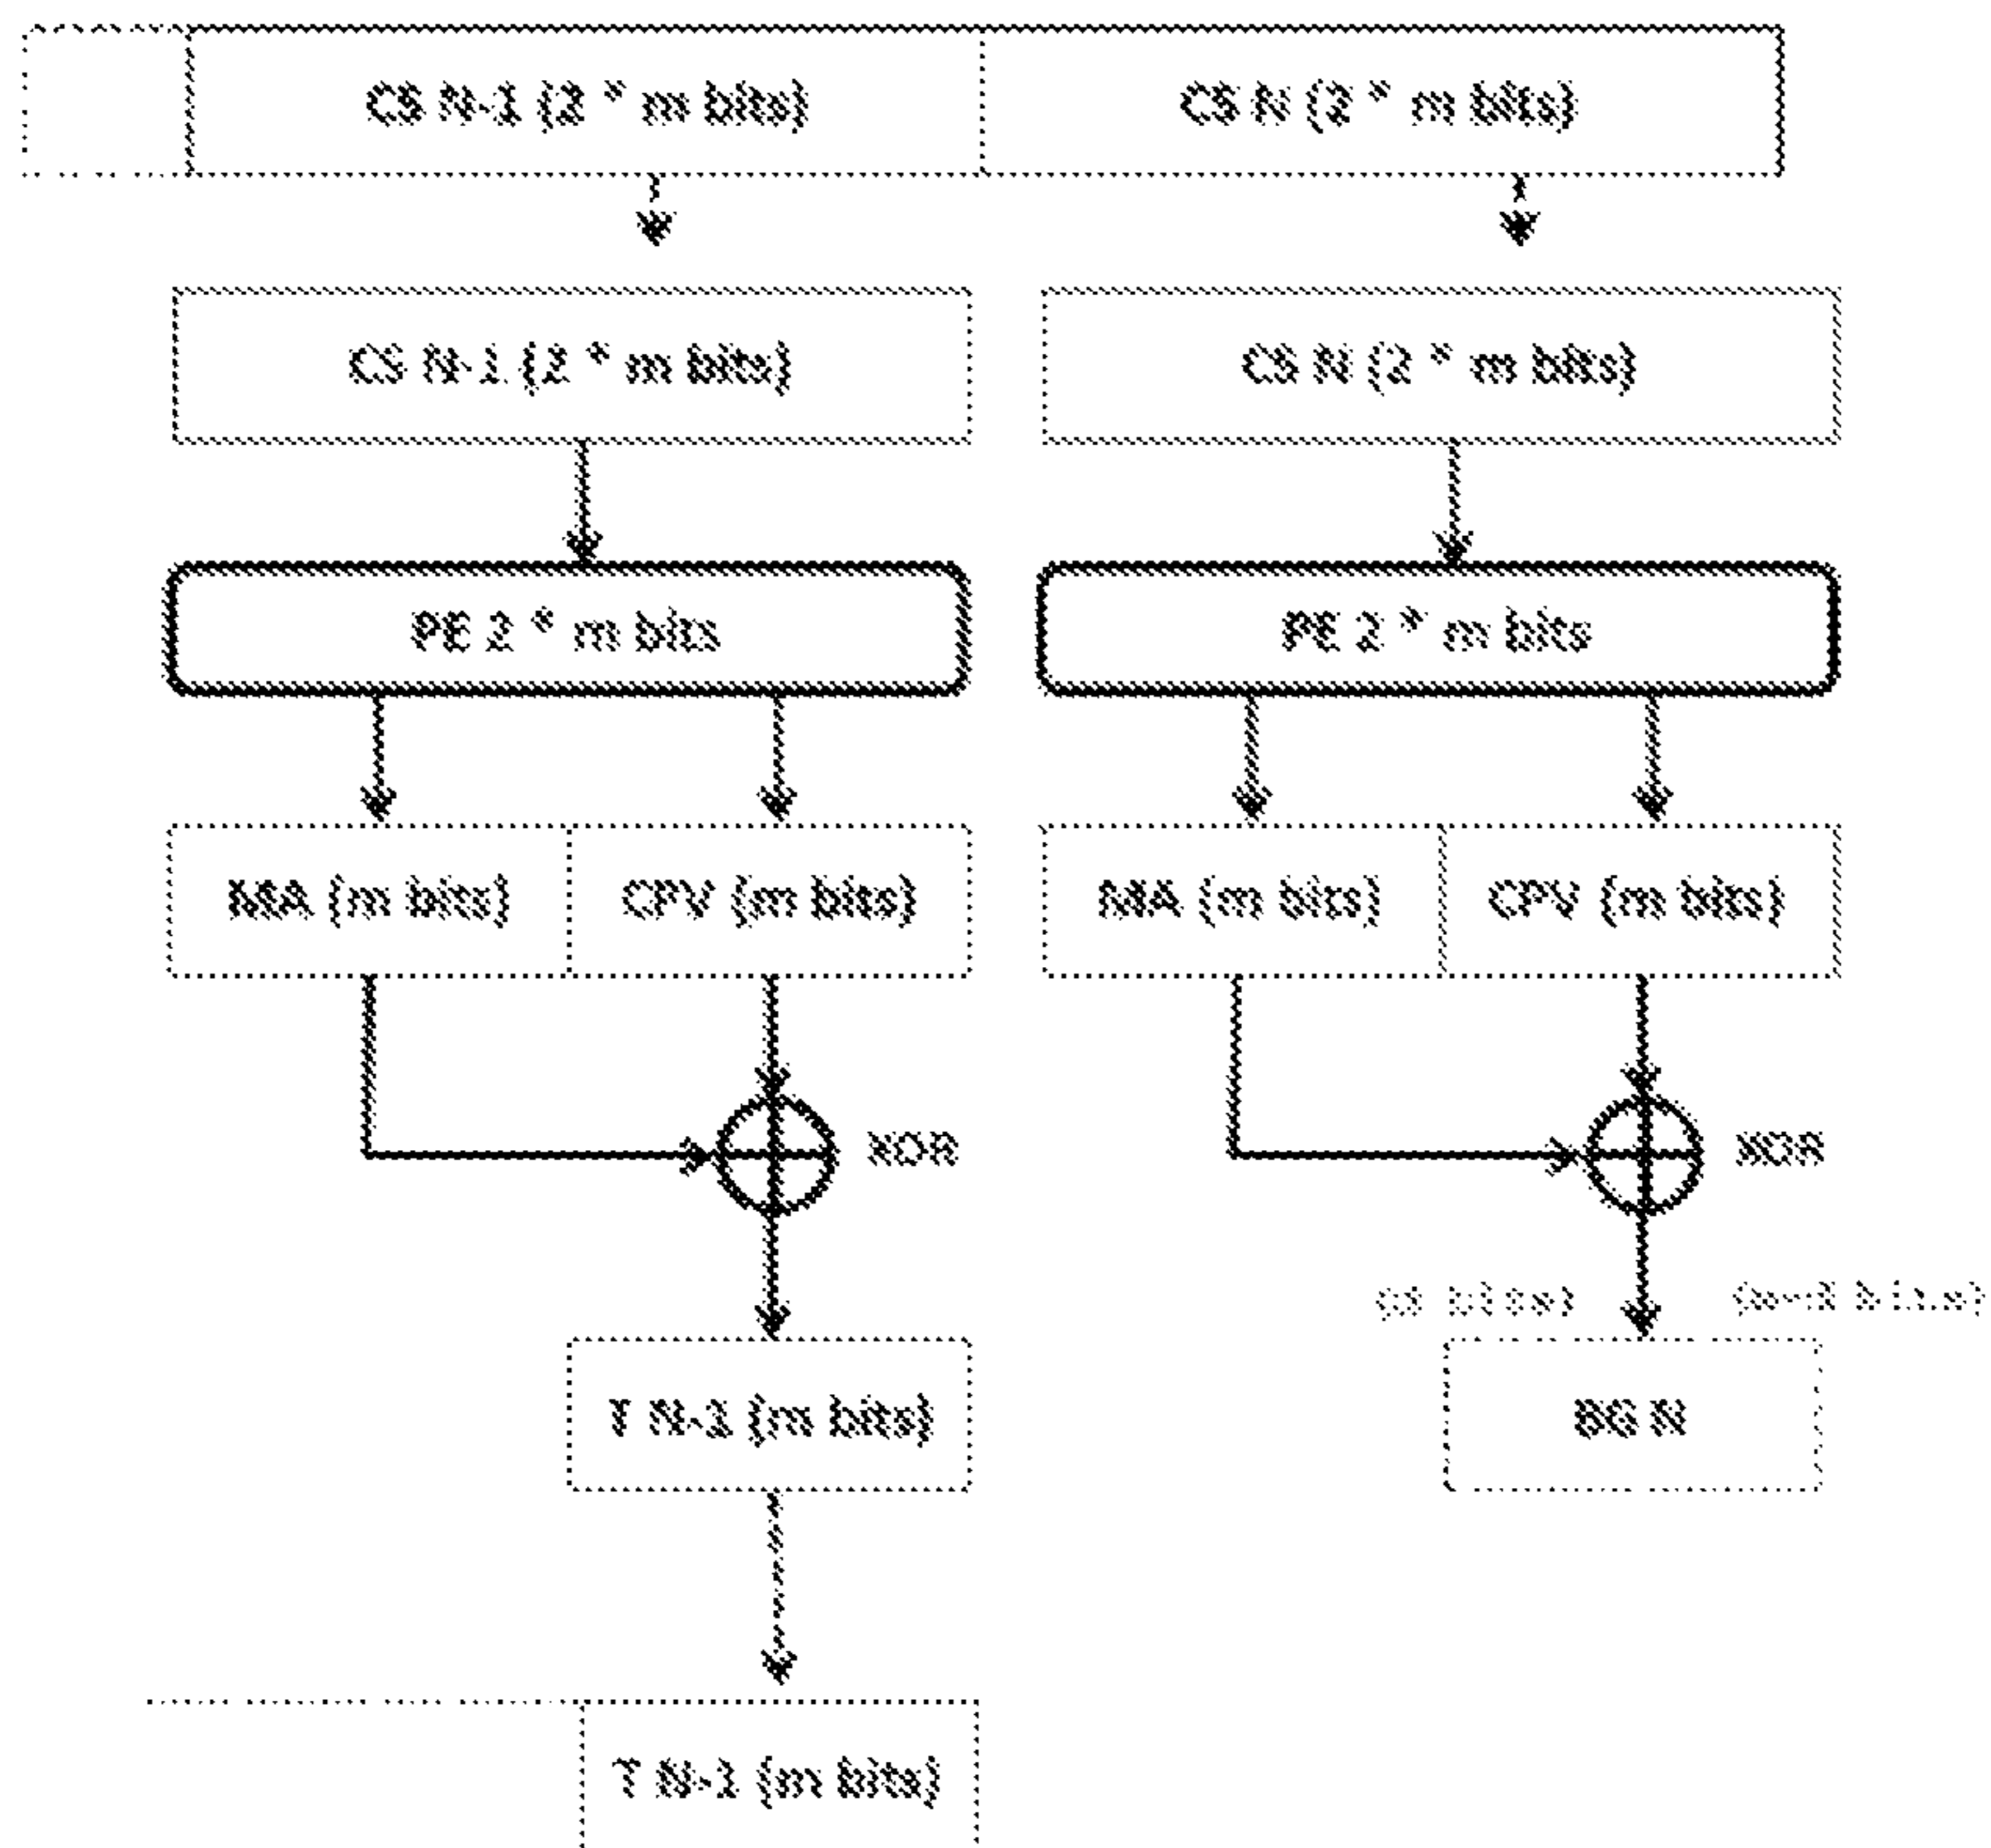 CS N-1 (2 * m bits) CS N (2 * m bits)
CS N-1 (2 * m bits) CS N (2 * m bits)
PE 2 * m bits PE 2 * m bits
MA (m bits) CPV (m bits) MA (m bits) CPV (m bits)
XOR XOR
T N-1 (m bits) BG N
T N-1 (m bits)